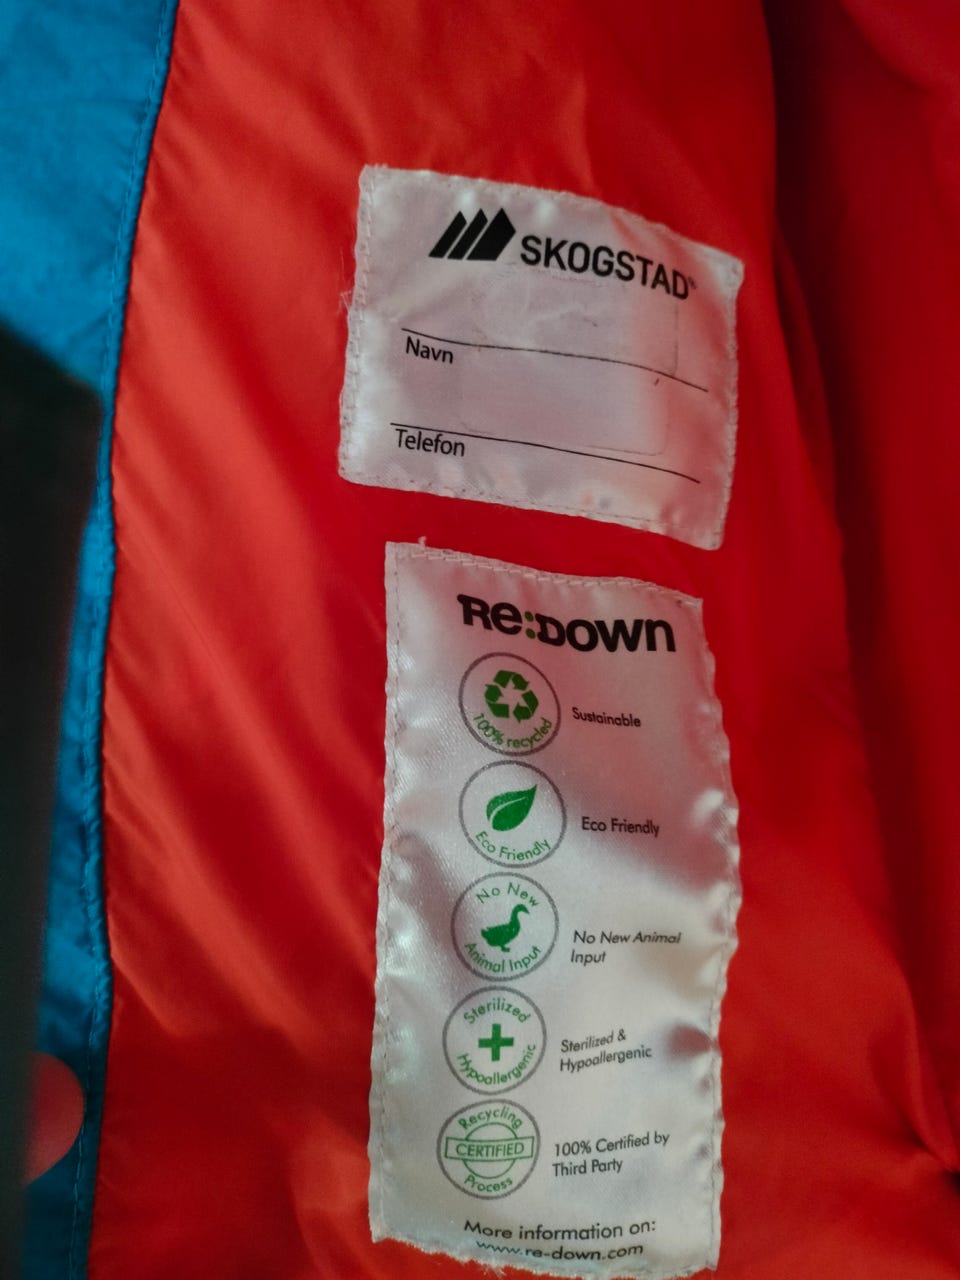 SKOGSTAD®
Navn
Telefon
Re:DOWN
100% recycled
Sustainable
Eco Friendly
Eco Friendly
No New
Animal Input
No New Animal
Input
Sterilized
Hypoallergenic
Sterilized &
Hypoallergenic
Recycling
CERTIFIED
Process
100% Certified by
Third Party
More information on:
www.re-down.com